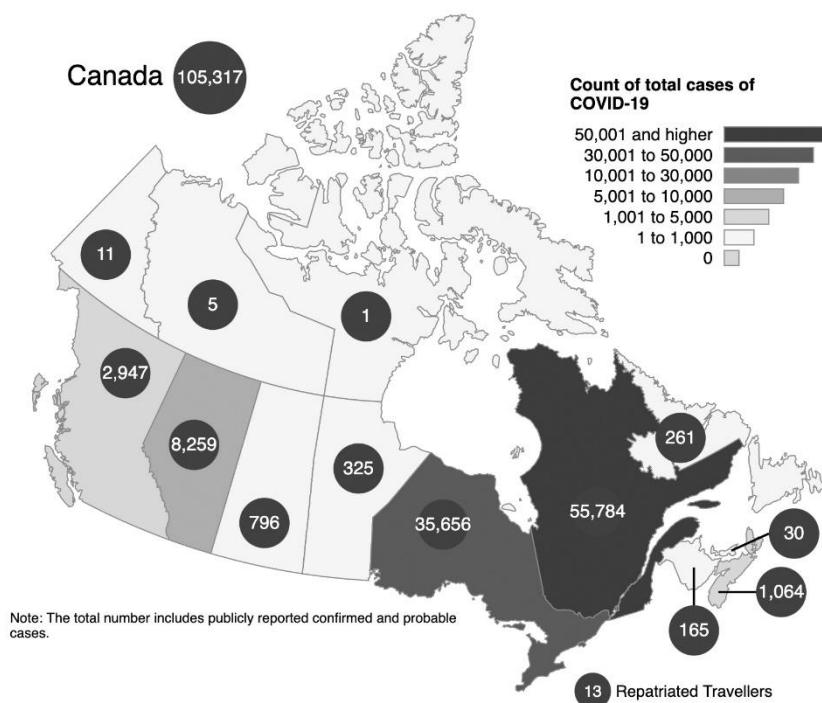 Canada 105,317
Count of total cases of
COVID-19
50,001 and higher
30,001 to 50,000
10,001 to 30,000
5,001 to 10,000
1,001 to 5,000
1 to 1,000
0
11
5
1
2,947
8,259
796
325
35,656
55,784
261
30
1,064
165
Note: The total number includes publicly reported confirmed and probable
cases.
13 Repatriated Travellers